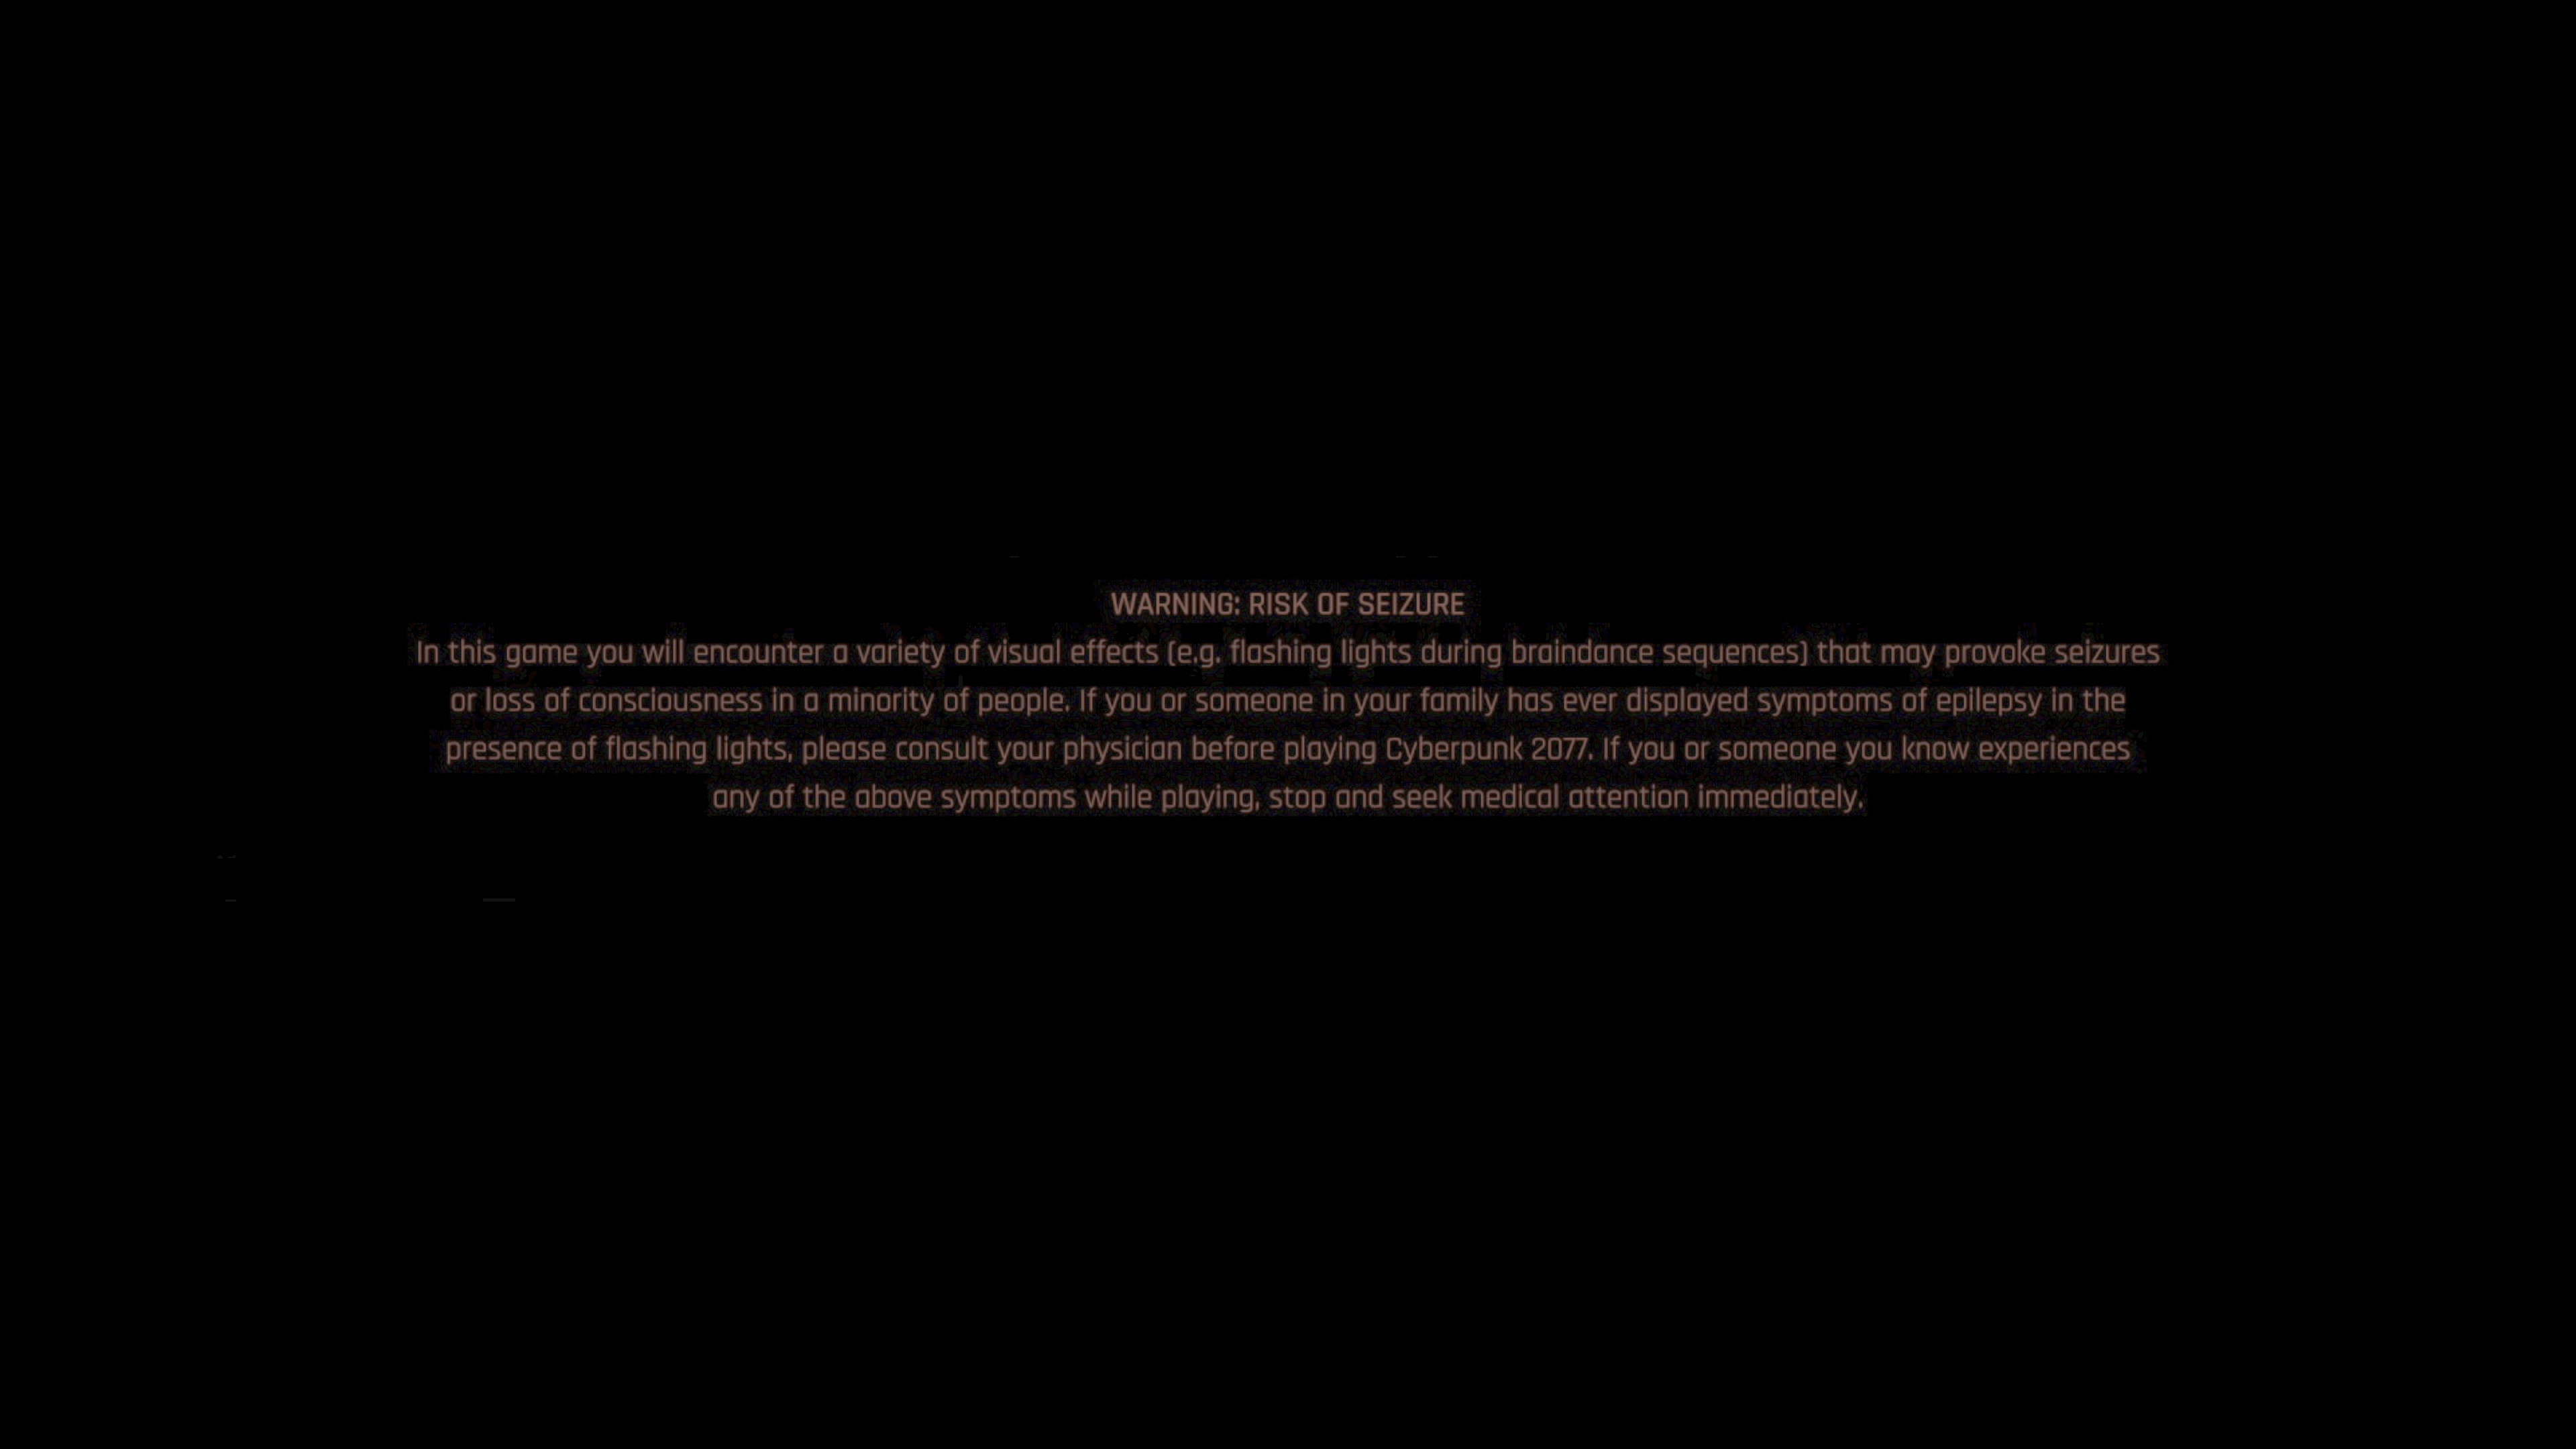 WARNING: RISK OF SEIZURE
In this game you will encounter a variety of visual effects (e.g. flashing lights during braindance sequences) that may provoke seizures
or loss of consciousness in a minority of people. If you or someone in your family has ever displayed symptoms of epilepsy in the
presence of flashing lights, please consult your physician before playing Cyberpunk 2077. If you or someone you know experiences
any of the above symptoms while playing, stop and seek medical attention immediately.